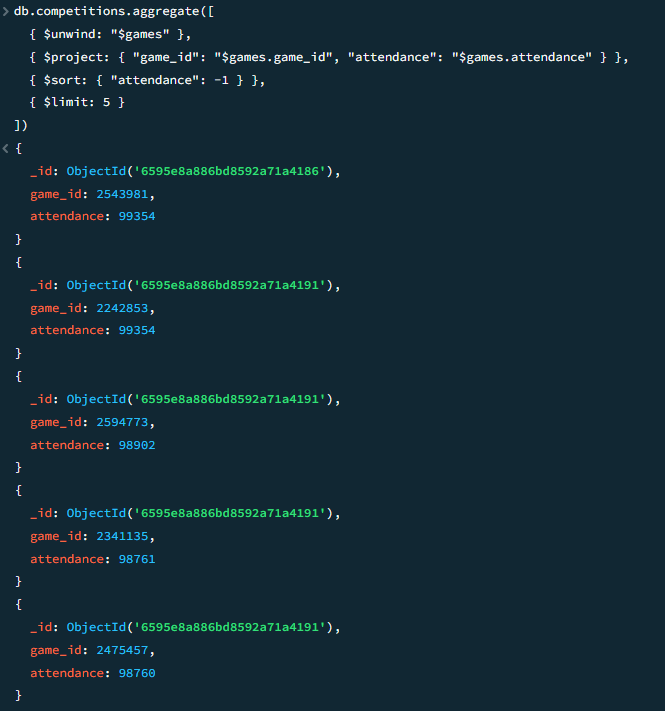 > db.competitions.aggregate([
{ $unwind: "$games" },
{ $project: { "game_id": "$games.game_id", "attendance": "$games.attendance" } },
{ $sort: { "attendance": -1 } },
{ $limit: 5 }
])
< {
_id: ObjectId('6595e8a886bd8592a71a4186'),
game_id: 2543981,
attendance: 99354
}
{
_id: ObjectId('6595e8a886bd8592a71a4191'),
game_id: 2242853,
attendance: 99354
}
{
_id: ObjectId('6595e8a886bd8592a71a4191'),
game_id: 2594773,
attendance: 98902
}
{
_id: ObjectId('6595e8a886bd8592a71a4191'),
game_id: 2341135,
attendance: 98761
}
{
_id: ObjectId('6595e8a886bd8592a71a4191'),
game_id: 2475457,
attendance: 98760
}